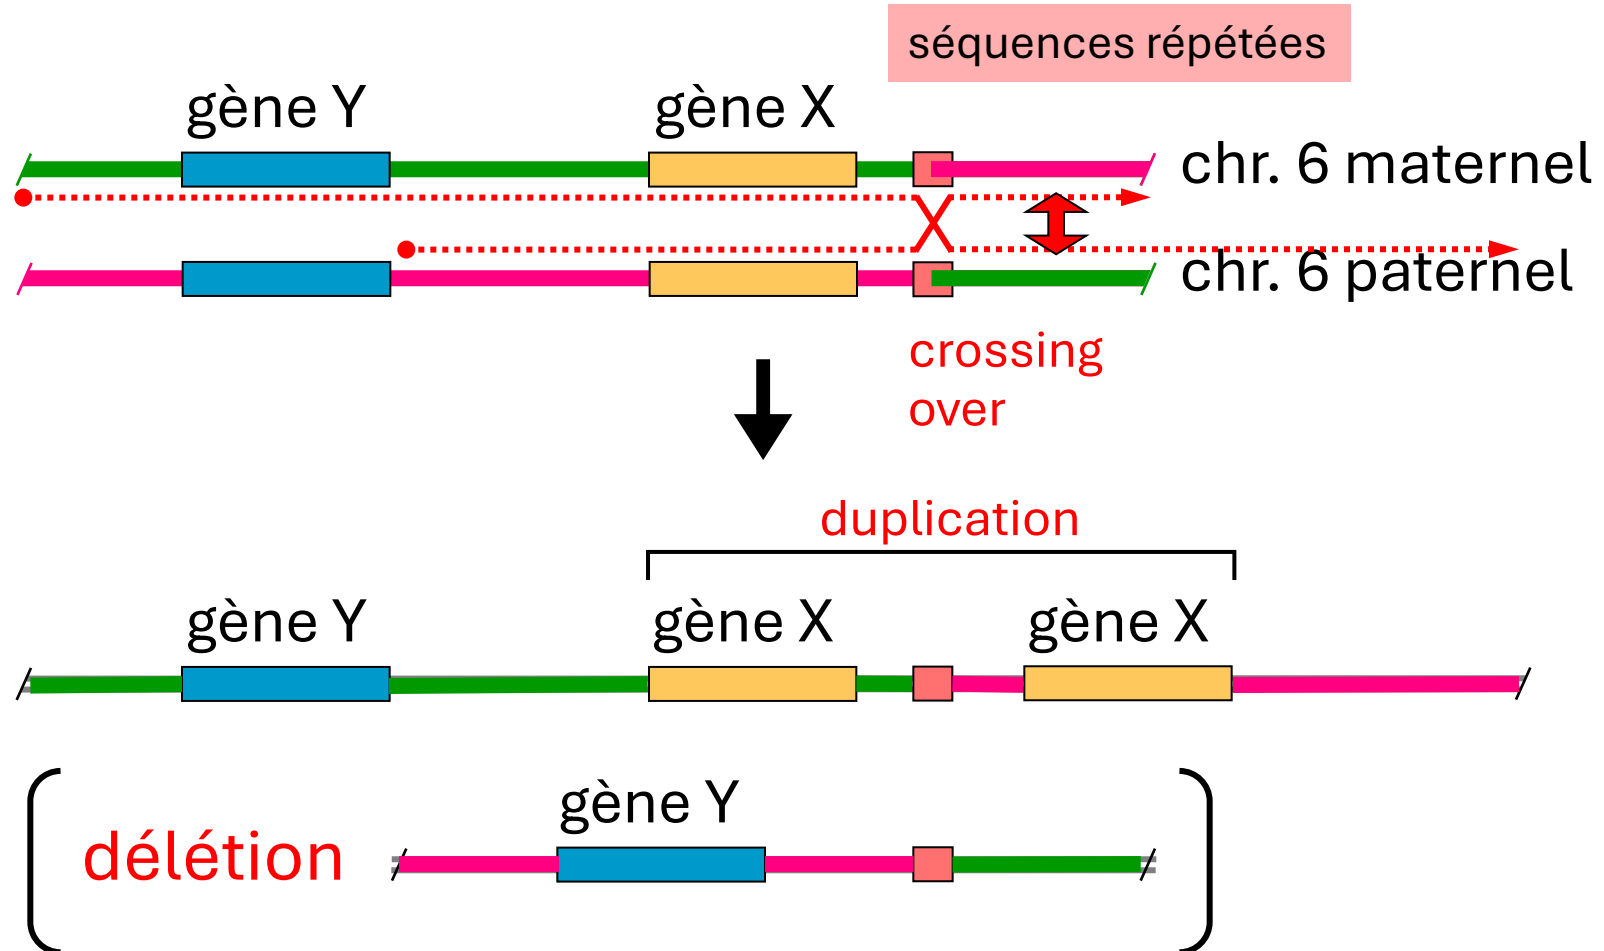 séquences répétées
gène Y
gène X
chr. 6 maternel
chr. 6 paternel
crossing
over
duplication
gène Y
gène X
gène X
gène Y
délétion